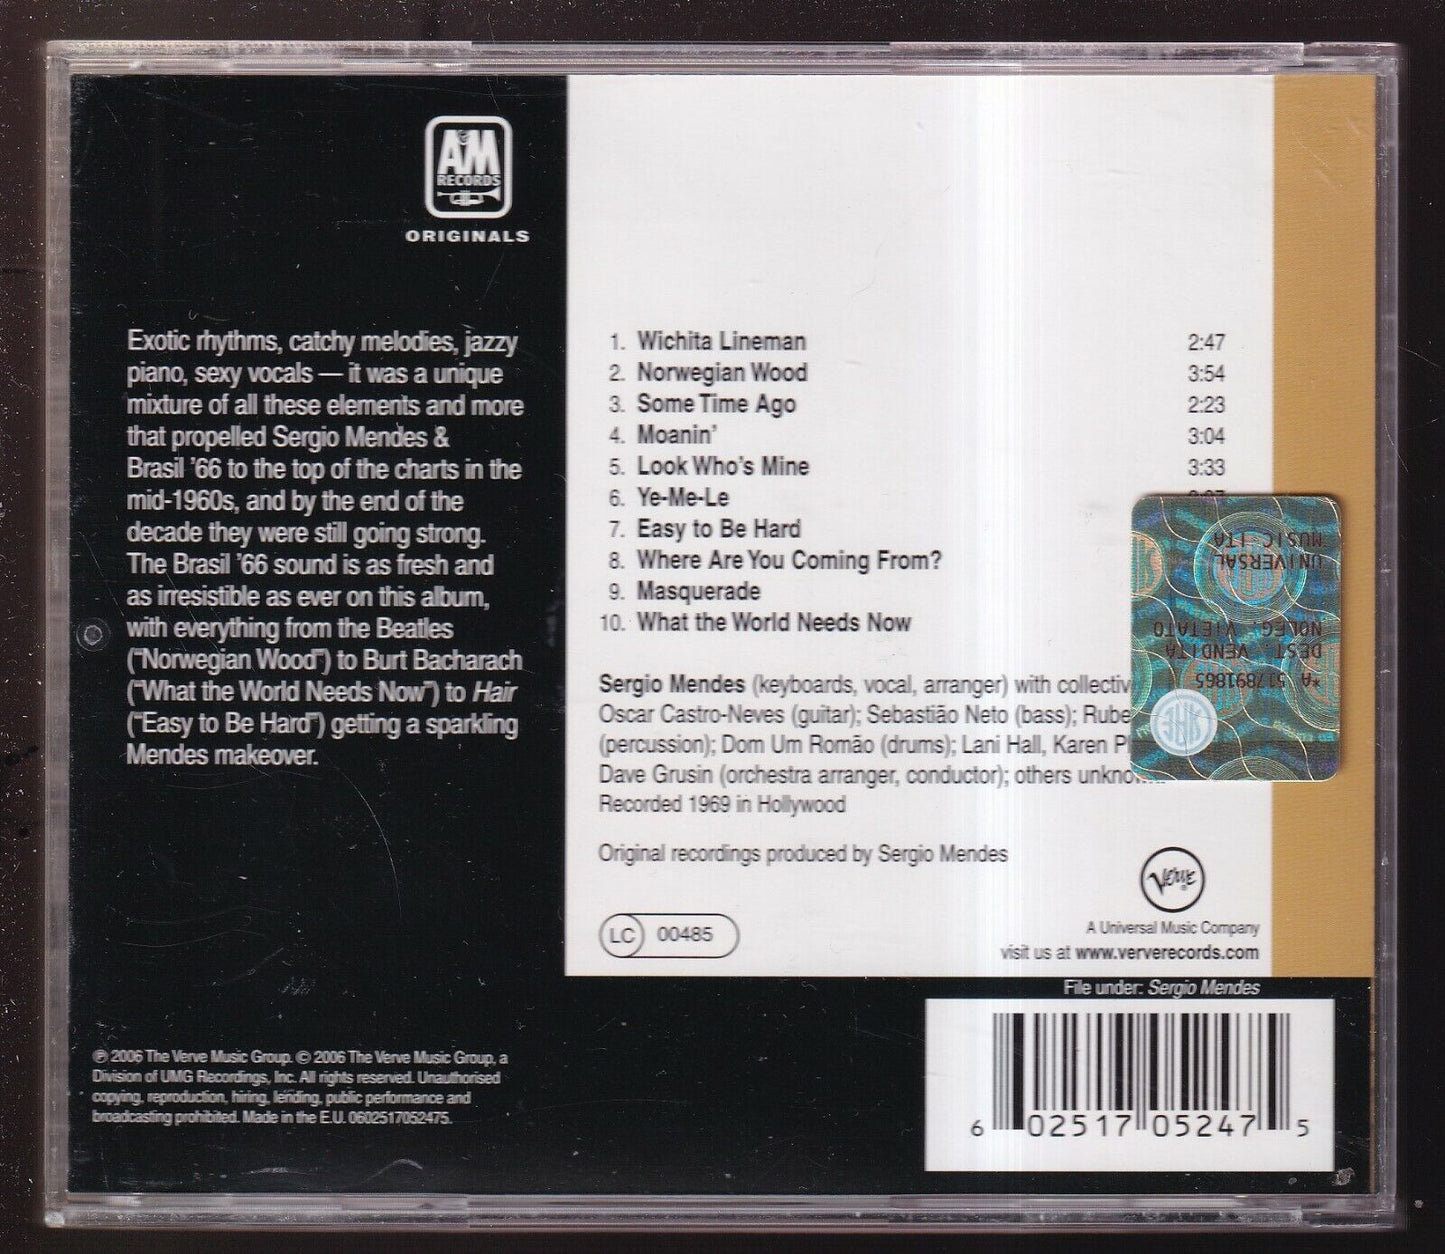 A&M
RECORDS
ORIGINALS
Exotic rhythms, catchy melodies, jazzy
piano, sexy vocals — it was a unique
mixture of all these elements and more
that propelled Sergio Mendes &
Brasil '66 to the top of the charts in the
mid-1960s, and by the end of the
decade they were still going strong.
The Brasil '66 sound is as fresh and
as irresistible as ever on this album,
with everything from the Beatles
("Norwegian Wood") to Burt Bacharach
("What the World Needs Now") to Hair
("Easy to Be Hard") getting a sparkling
Mendes makeover.
1. Wichita Lineman 2:47
2. Norwegian Wood 3:54
3. Some Time Ago 2:23
4. Moanin' 3:04
5. Look Who's Mine 3:33
6. Ye-Me-Le
7. Easy to Be Hard
8. Where Are You Coming From?
9. Masquerade
10. What the World Needs Now
Sergio Mendes (keyboards, vocal, arranger) with
Oscar Castro-Neves (guitar); Sebastião Neto (bass);
(percussion); Dom Um Romão (drums); Lani Hall, Karen
Dave Grusin (orchestra arranger, conductor); others
Recorded 1969 in Hollywood
Original recordings produced by Sergio Mendes
*A 517891865
DEST. VENDITA
NOLEG. VIETATO
UNIVERSAL
MUSIC ITA
LC 00485
Verve
A Universal Music Company
visit us at www.ververecords.com
File under: Sergio Mendes
℗ 2006 The Verve Music Group. © 2006 The Verve Music Group, a
Division of UMG Recordings, Inc. All rights reserved. Unauthorised
copying, reproduction, hiring, lending, public performance and
broadcasting prohibited. Made in the E.U. 0602517052475.
6 02517 05247 5